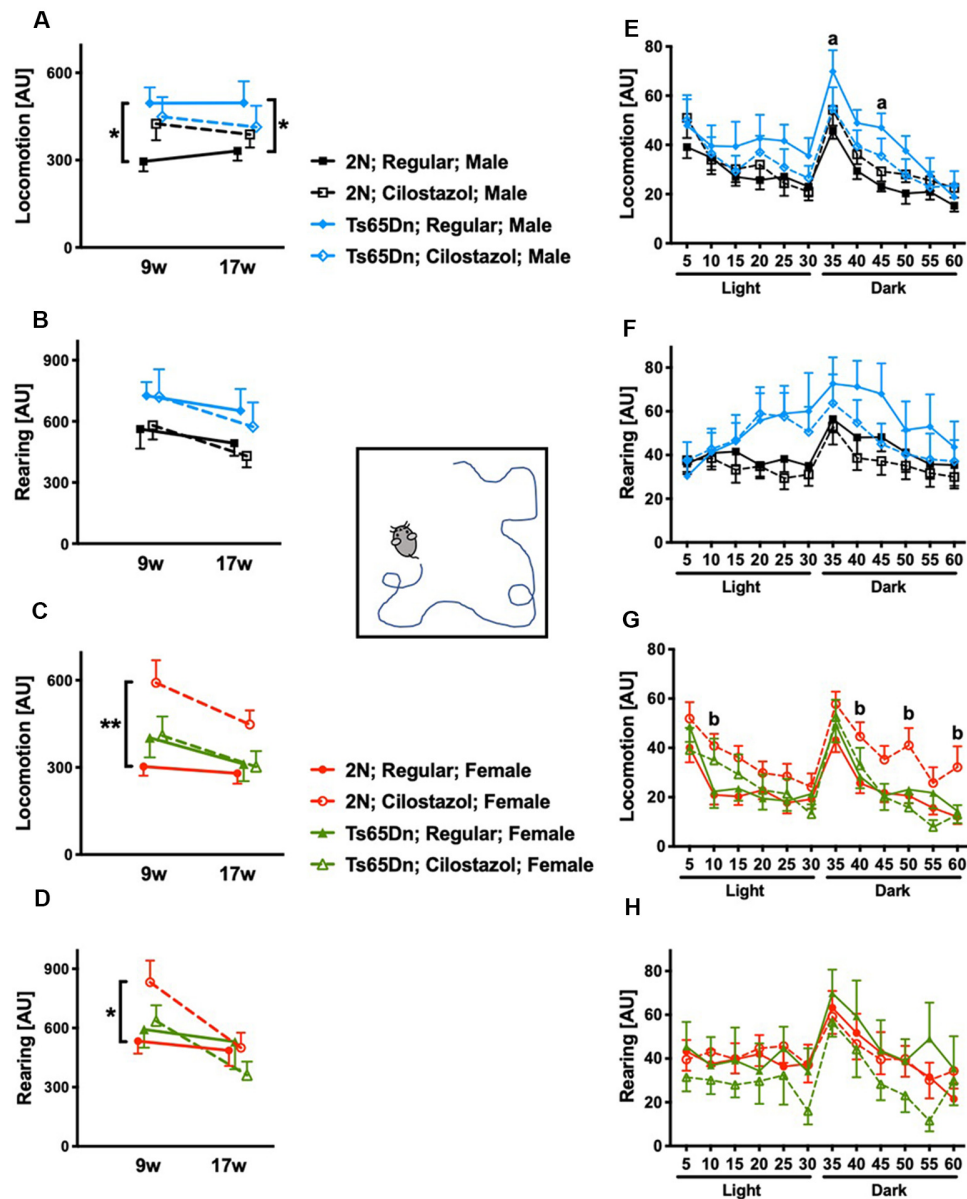 A
Locomotion [AU]
600
300
0
*
*
9w
17w
2N; Regular; Male
2N; Cilostazol; Male
Ts65Dn; Regular; Male
Ts65Dn; Cilostazol; Male
E
Locomotion [AU]
80
60
40
20
0
a
a
5 10 15 20 25 30 35 40 45 50 55 60
Light
Dark
B
Rearing [AU]
900
600
300
0
9w
17w
F
Rearing [AU]
80
60
40
20
0
5 10 15 20 25 30 35 40 45 50 55 60
Light
Dark
C
Locomotion [AU]
600
300
0
**
9w
17w
2N; Regular; Female
2N; Cilostazol; Female
Ts65Dn; Regular; Female
Ts65Dn; Cilostazol; Female
G
Locomotion [AU]
80
60
40
20
0
b
b
b
b
5 10 15 20 25 30 35 40 45 50 55 60
Light
Dark
D
Rearing [AU]
900
600
300
0
*
9w
17w
H
Rearing [AU]
80
60
40
20
0
5 10 15 20 25 30 35 40 45 50 55 60
Light
Dark